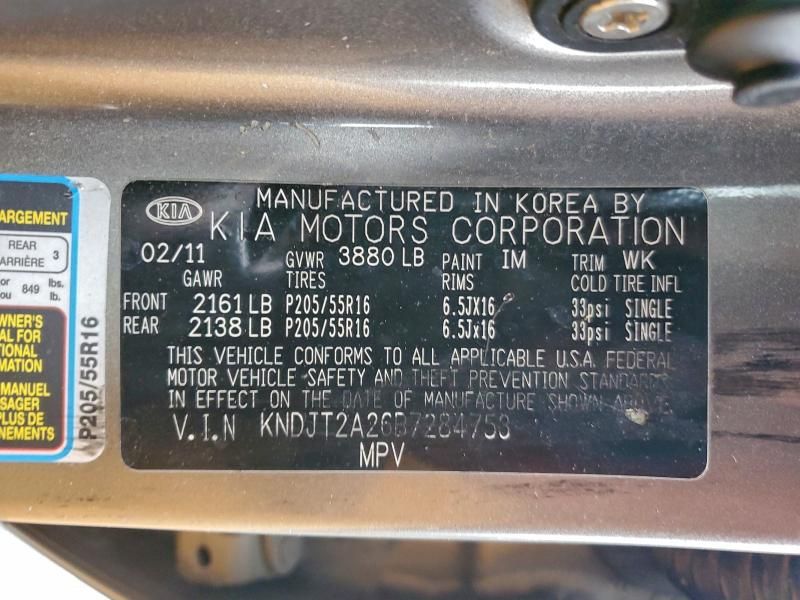 ARGEMENT
REAR
ARRIÈRE 3
or
ou 849 lbs.
lb.
WNER'S
AL FOR
TIONAL
RMATION
MANUEL
SAGER
PLUS DE
NEMENTS
P205/55R16
MANUFACTURED IN KOREA BY
KIA KIA MOTORS CORPORATION
02/11 GVWR 3880 LB PAINT IM TRIM WK
GAWR TIRES RIMS COLD TIRE INFL
FRONT 2161 LB P205/55R16 6.5JX16 33psi SINGLE
REAR 2138 LB P205/55R16 6.5Jx16 33psi SINGLE
THIS VEHICLE CONFORMS TO ALL APPLICABLE U.S.A. FEDERAL
MOTOR VEHICLE SAFETY AND THEFT PREVENTION STANDARDS
IN EFFECT ON THE DATE OF MANUFACTURE SHOWN ABOVE
V.I.N KNDJT2A26B7284753
MPV